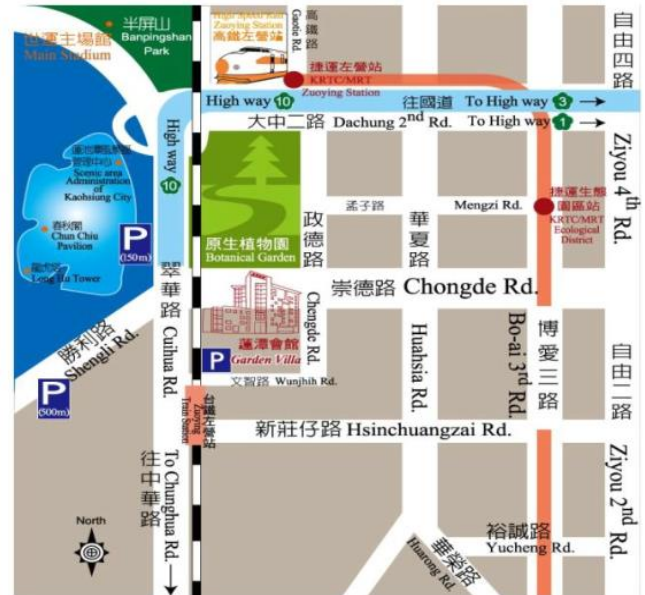 半屏山
Banpingshan
Park
世運主場館
Main Stadium
High Speed Rail
Zuoying Station
高鐵左營站
高鐵路
Gaotie Rd.
捷運左營站
KRTC/MRT
Zuoying Station
自由四路
Ziyou 4th Rd.
High way 10
往國道
To High way 3
大中二路 Dachung 2nd Rd.
To High way 1
High way 10
管理中心
Scenic area
Administration
of
Kaohsiung City
春秋閣
Chun Chiu
Pavilion
龍虎塔
Long Hu Tower
P
(150m)
原生植物園
Botanical Garden
政德路
Chengde Rd.
孟子路
Mengzi Rd.
華夏路
Huahsia Rd.
捷運生態
園區站
KRTC/MRT
Ecological
District
崇德路 Chongde Rd.
翠華路
Cuihua Rd.
勝利路
Shengli Rd.
P
(500m)
蓮潭會館
Garden Villa
P
文智路 Wunjhih Rd.
博愛三路
Bo-ai 3rd Rd.
自由二路
Ziyou 2nd Rd.
台鐵左營站
Zuoying
Train Station
新莊仔路 Hsinchuangzai Rd.
往中華路
To Chunghua Rd.
North
裕誠路
Yucheng Rd.
華榮路
Huarong Rd.